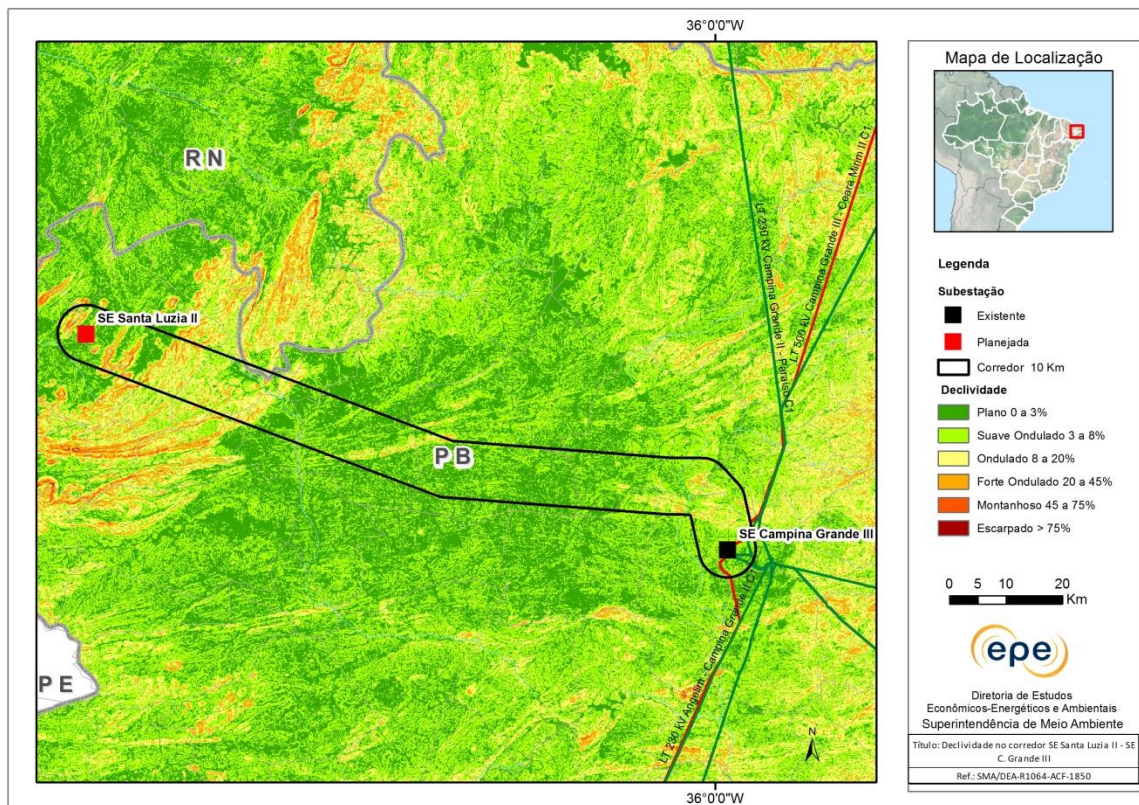 36°0'0"W
RN
SE Santa Luzia II
PB
SE Campina Grande III
PE
LT 230 kV Campina Grande II - Paraíso C1
LT 500 kV Campina Grande III - Ceará Mirim II C1
LT 230 kV Angelim - Campina Grande II C1
N
36°0'0"W
Mapa de Localização
Legenda
Subestação
Existente
Planejada
Corredor 10 Km
Declividade
Plano 0 a 3%
Suave Ondulado 3 a 8%
Ondulado 8 a 20%
Forte Ondulado 20 a 45%
Montanhoso 45 a 75%
Escarpado > 75%
0 5 10 20
Km
epe
Diretoria de Estudos
Econômicos-Energéticos e Ambientais
Superintendência de Meio Ambiente
Título: Declividade no corredor SE Santa Luzia II - SE
C. Grande III
Ref.: SMA/DEA-R1064-ACF-1850